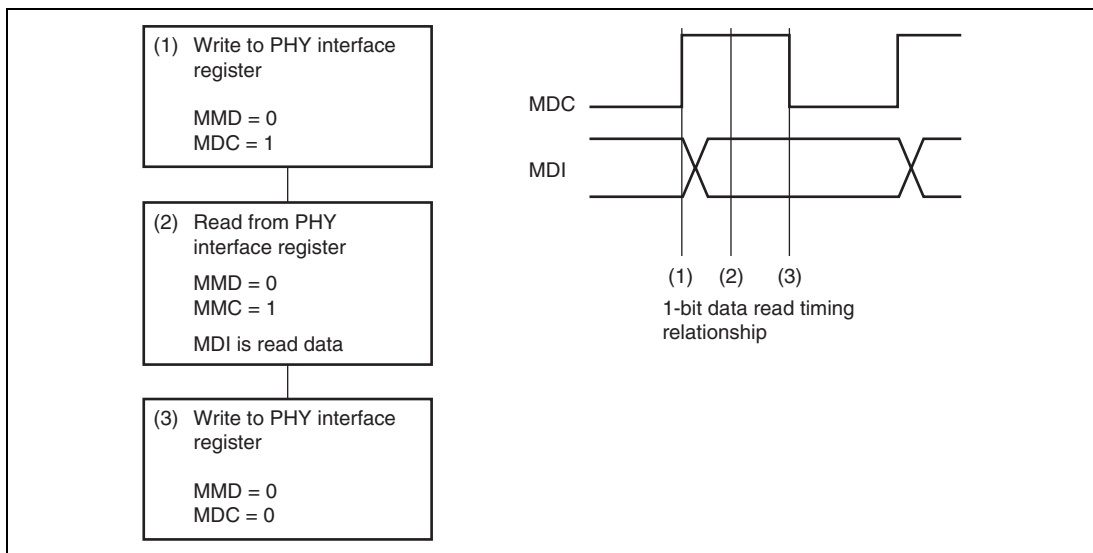 (1) Write to PHY interface
register
MMD = 0
MDC = 1
(2) Read from PHY
interface register
MMD = 0
MMC = 1
MDI is read data
(3) Write to PHY interface
register
MMD = 0
MDC = 0
MDC
MDI
(1) (2) (3)
1-bit data read timing
relationship